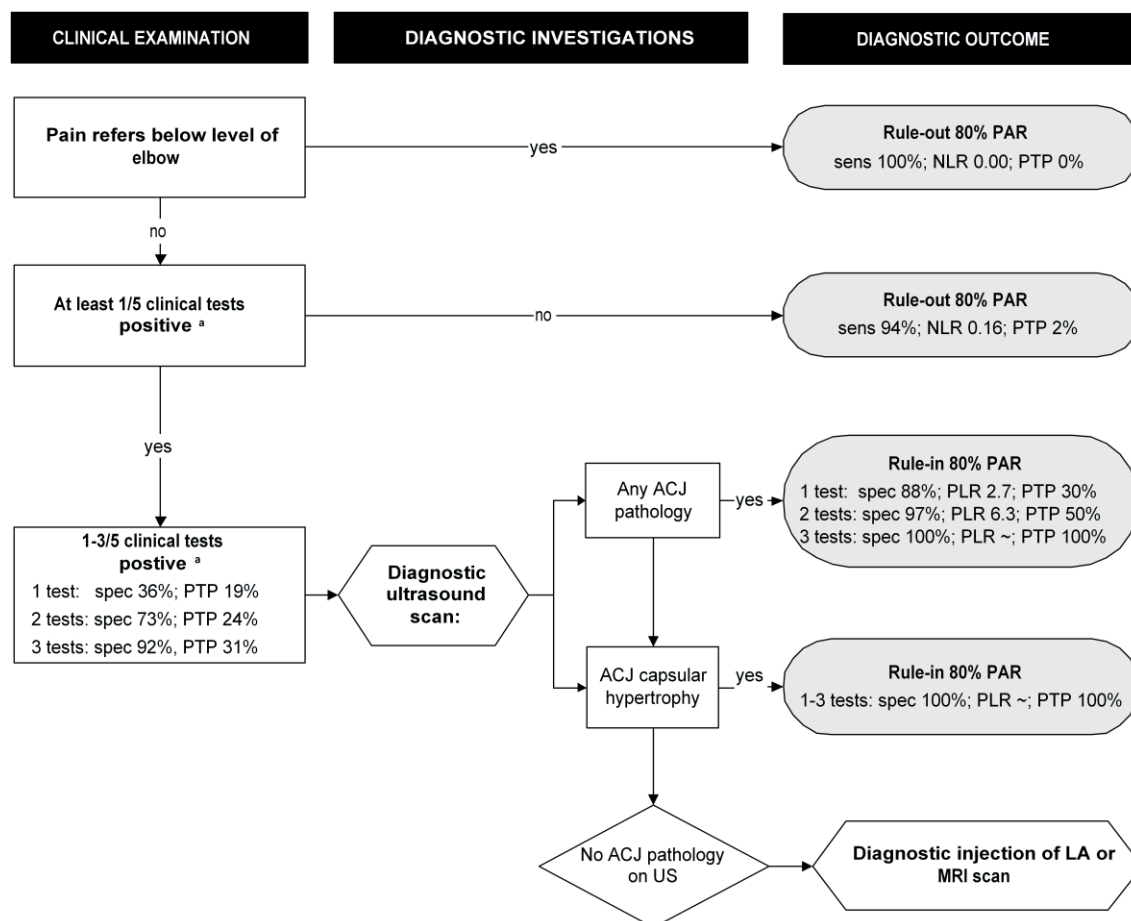 CLINICAL EXAMINATION
DIAGNOSTIC INVESTIGATIONS
DIAGNOSTIC OUTCOME
Pain refers below level of
elbow
yes
Rule-out 80% PAR
sens 100%; NLR 0.00; PTP 0%
no
At least 1/5 clinical tests
positive a
no
Rule-out 80% PAR
sens 94%; NLR 0.16; PTP 2%
yes
1-3/5 clinical tests
postive a
1 test: spec 36%; PTP 19%
2 tests: spec 73%; PTP 24%
3 tests: spec 92%, PTP 31%
Diagnostic
ultrasound
scan:
Any ACJ
pathology
yes
Rule-in 80% PAR
1 test: spec 88%; PLR 2.7; PTP 30%
2 tests: spec 97%; PLR 6.3; PTP 50%
3 tests: spec 100%; PLR ~; PTP 100%
ACJ capsular
hypertrophy
yes
Rule-in 80% PAR
1-3 tests: spec 100%; PLR ~; PTP 100%
No ACJ pathology
on US
Diagnostic injection of LA or
MRI scan